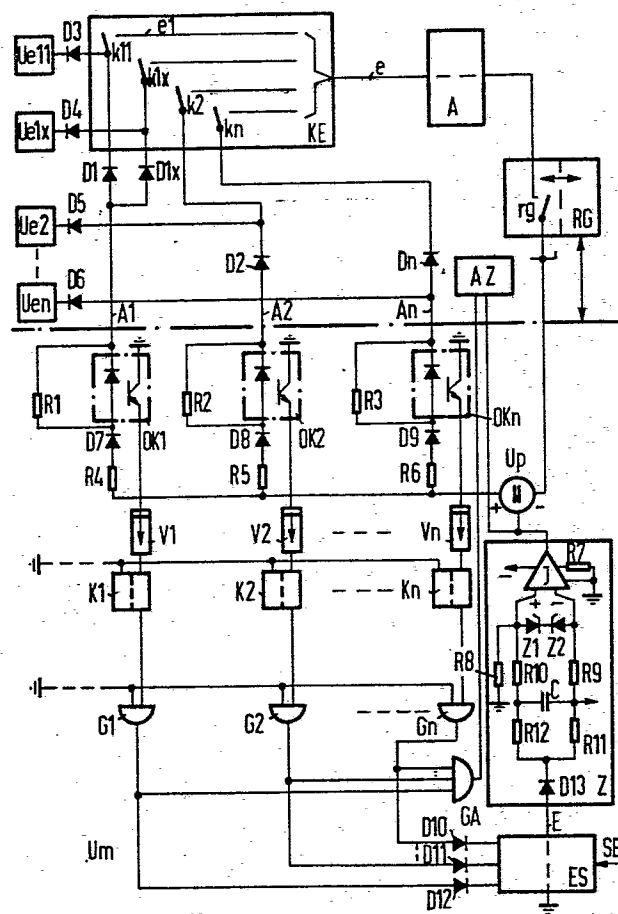 D3
e1
Ue11
k11
k1x
e
k2
A
D4
Ue1x
kn
KE
D1
D1x
rg
RG
D5
Ue2
D2
Dn
AZ
D6
Uen
A1
A2
An
R1
R2
R3
OK1
OK2
OKn
D7
D8
D9
R4
R5
R6
Up
+
-
V1
V2
Vn
R7
J
K1
K2
Kn
+ -
Z1
Z2
R8
R10
R9
C
G1
G2
Gn
R12
R11
D13
Z
GA
E
Um
D10
D11
D12
ES
SE